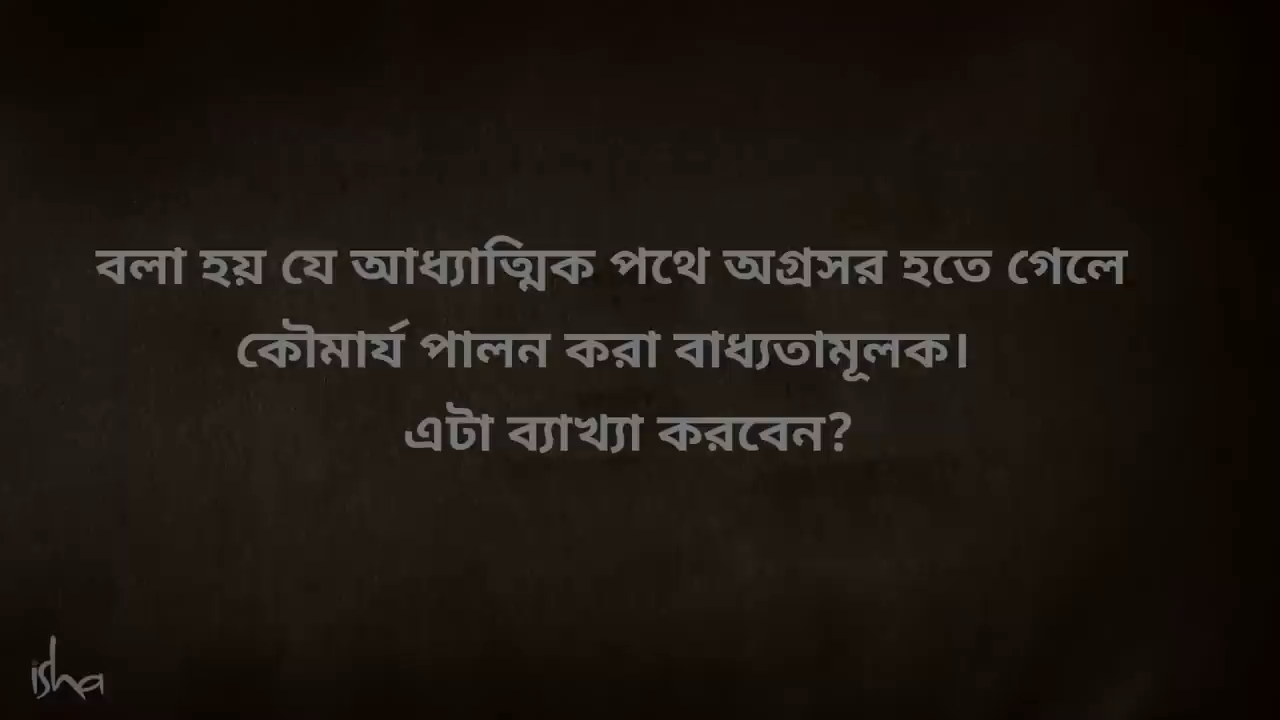 বলা হয় যে আধ্যাত্মিক পথে অগ্রসর হতে গেলে
কৌমার্য পালন করা বাধ্যতামূলক।
এটা ব্যাখ্যা করবেন?
isha